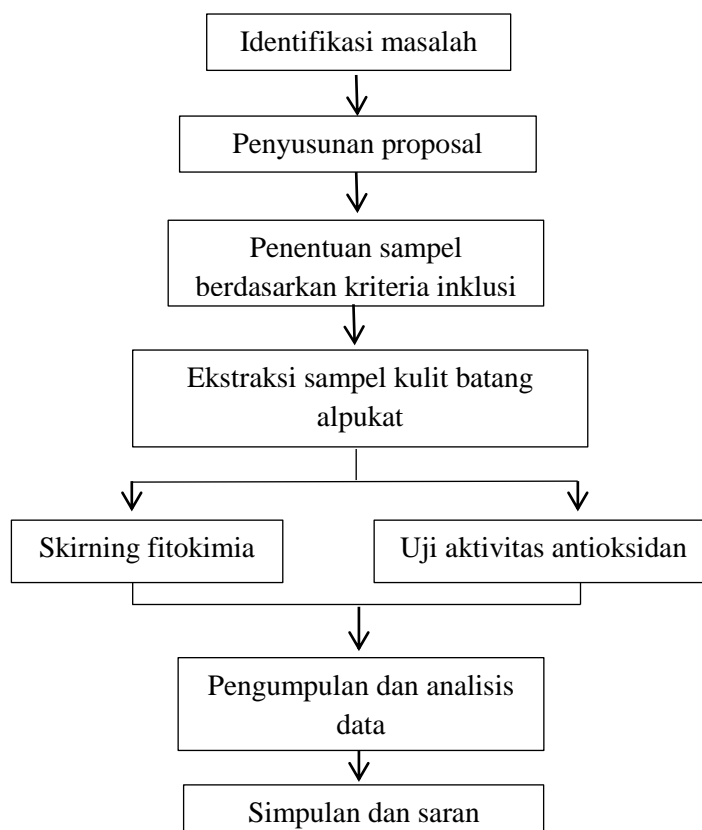 Identifikasi masalah
Penyusunan proposal
Penentuan sampel
berdasarkan kriteria inklusi
Ekstraksi sampel kulit batang
alpukat
Skirning fitokimia
Uji aktivitas antioksidan
Pengumpulan dan analisis
data
Simpulan dan saran